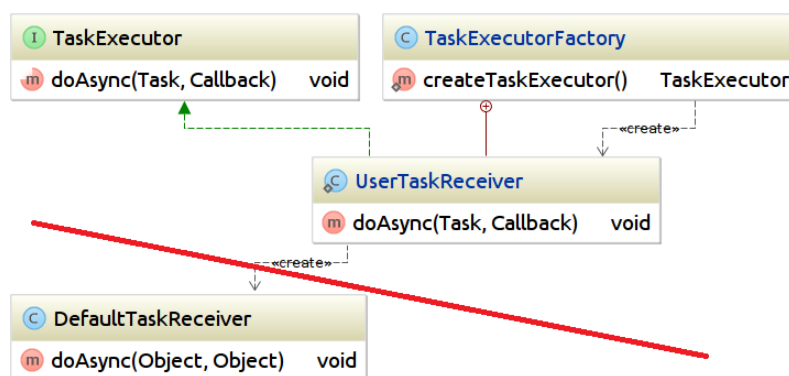 I TaskExecutor
m doAsync(Task, Callback) void
C TaskExecutorFactory
m createTaskExecutor() TaskExecutor
«create»
C UserTaskReceiver
m doAsync(Task, Callback) void
«create»
C DefaultTaskReceiver
m doAsync(Object, Object) void